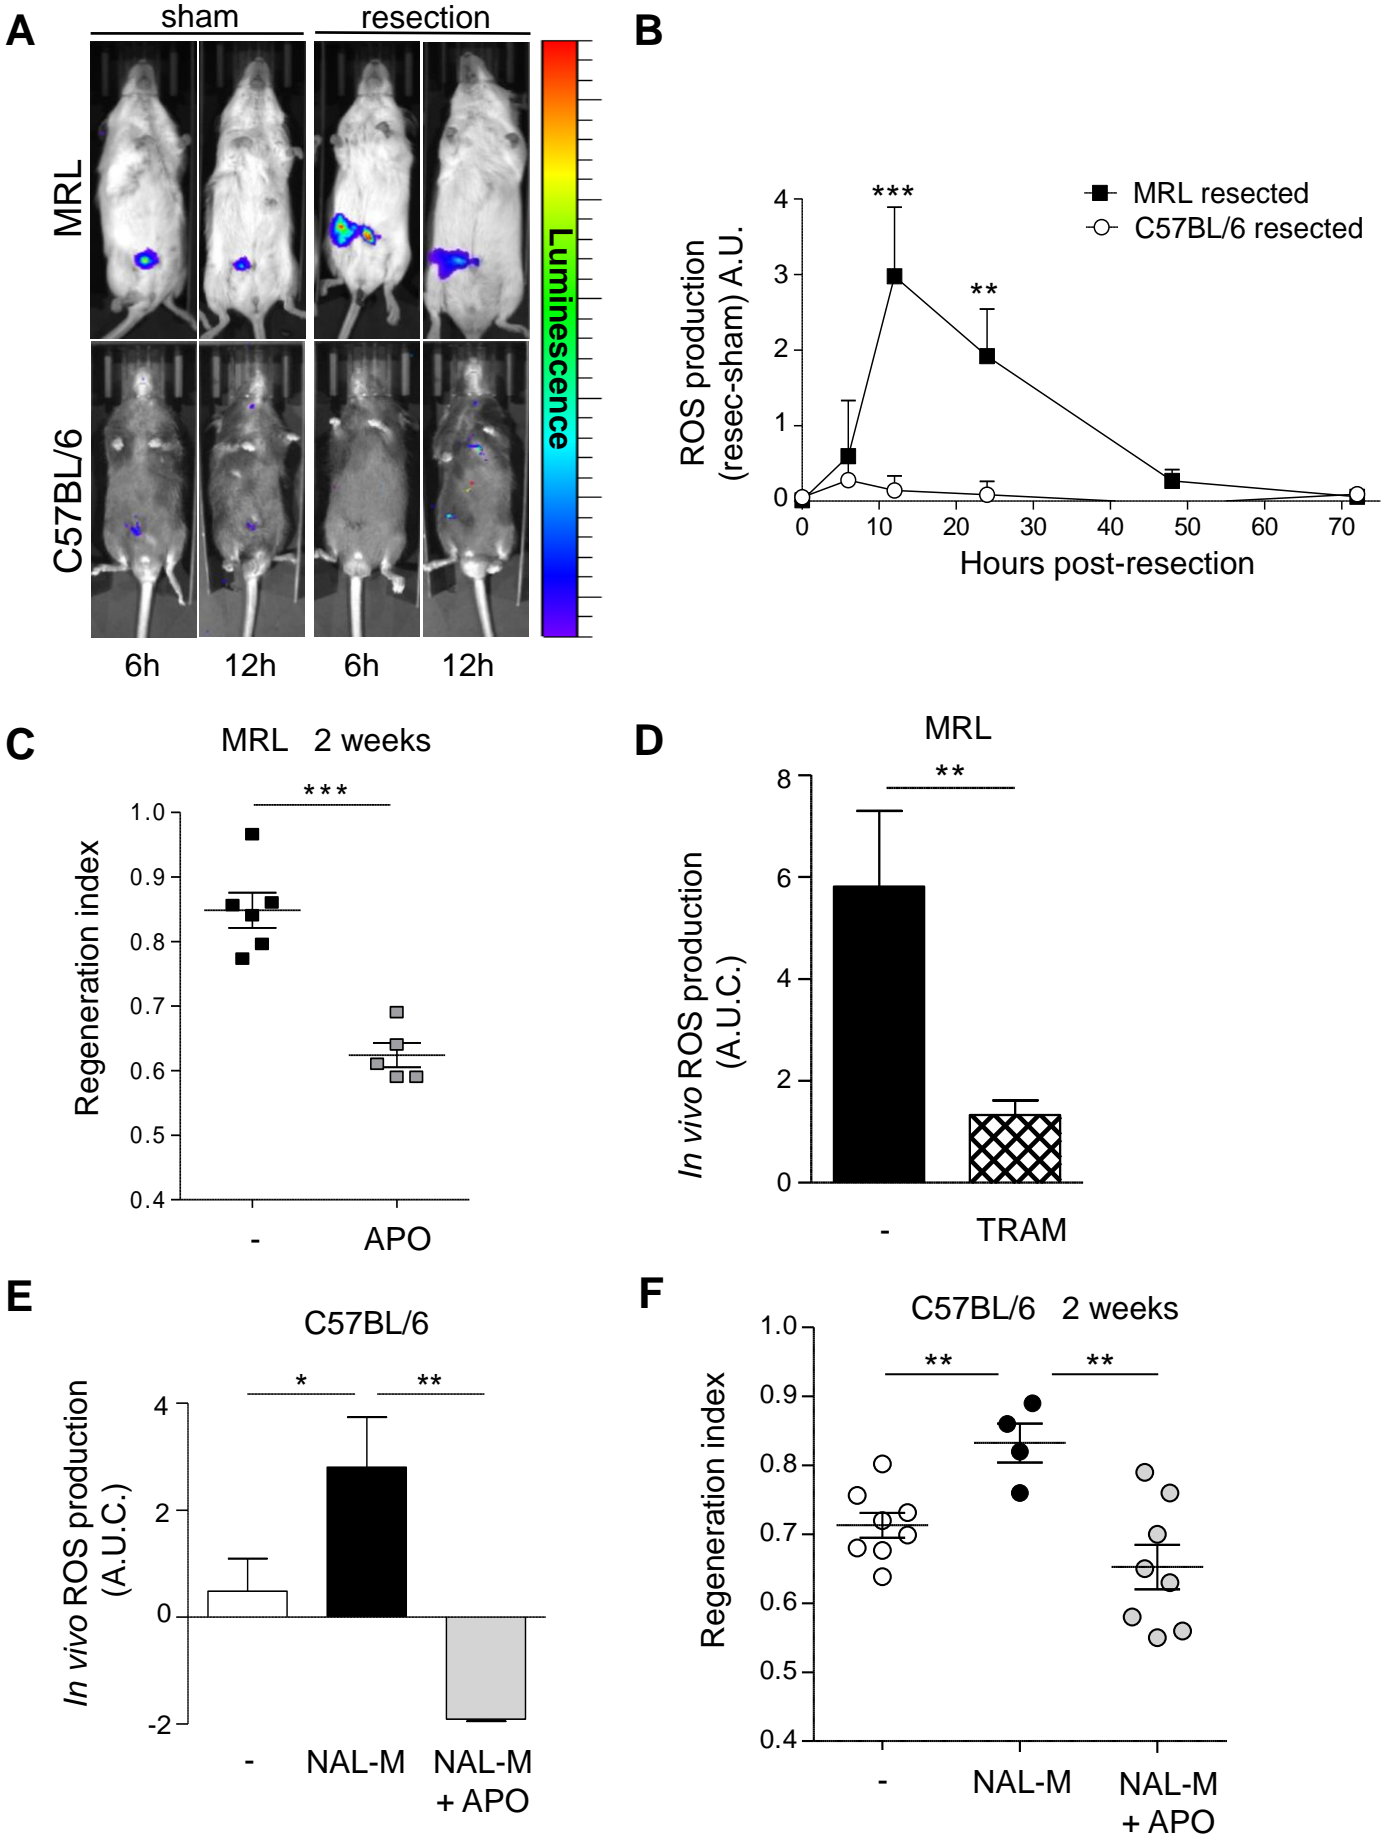 A
sham
resection
MRL
C57BL/6
Luminescence
6h
12h
6h
12h
B
MRL resected
C57BL/6 resected
***
**
ROS production
(resec-sham) A.U.
4
3
2
1
0
0
10
20
30
40
50
60
70
Hours post-resection
C
MRL 2 weeks
***
Regeneration index
1.0
0.9
0.8
0.7
0.6
0.5
0.4
-
APO
D
MRL
**
In vivo ROS production
(A.U.C.)
8
6
4
2
0
-
TRAM
E
C57BL/6
*
**
In vivo ROS production
(A.U.C.)
4
2
0
-2
-
NAL-M
NAL-M
+ APO
F
C57BL/6 2 weeks
**
**
Regeneration index
1.0
0.9
0.8
0.7
0.6
0.5
0.4
-
NAL-M
NAL-M
+ APO